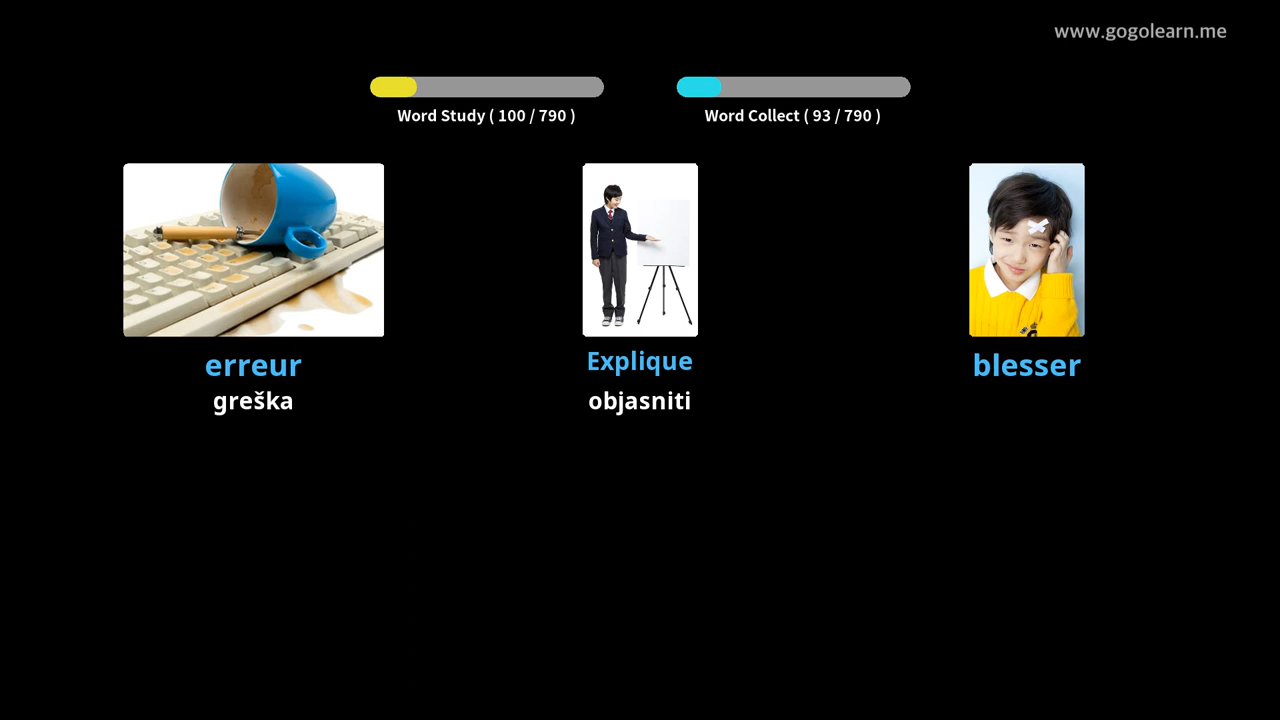 www.gogolearn.me
Word Study ( 100 / 790 )
Word Collect ( 93 / 790 )
erreur
greška
Explique
objasniti
blesser